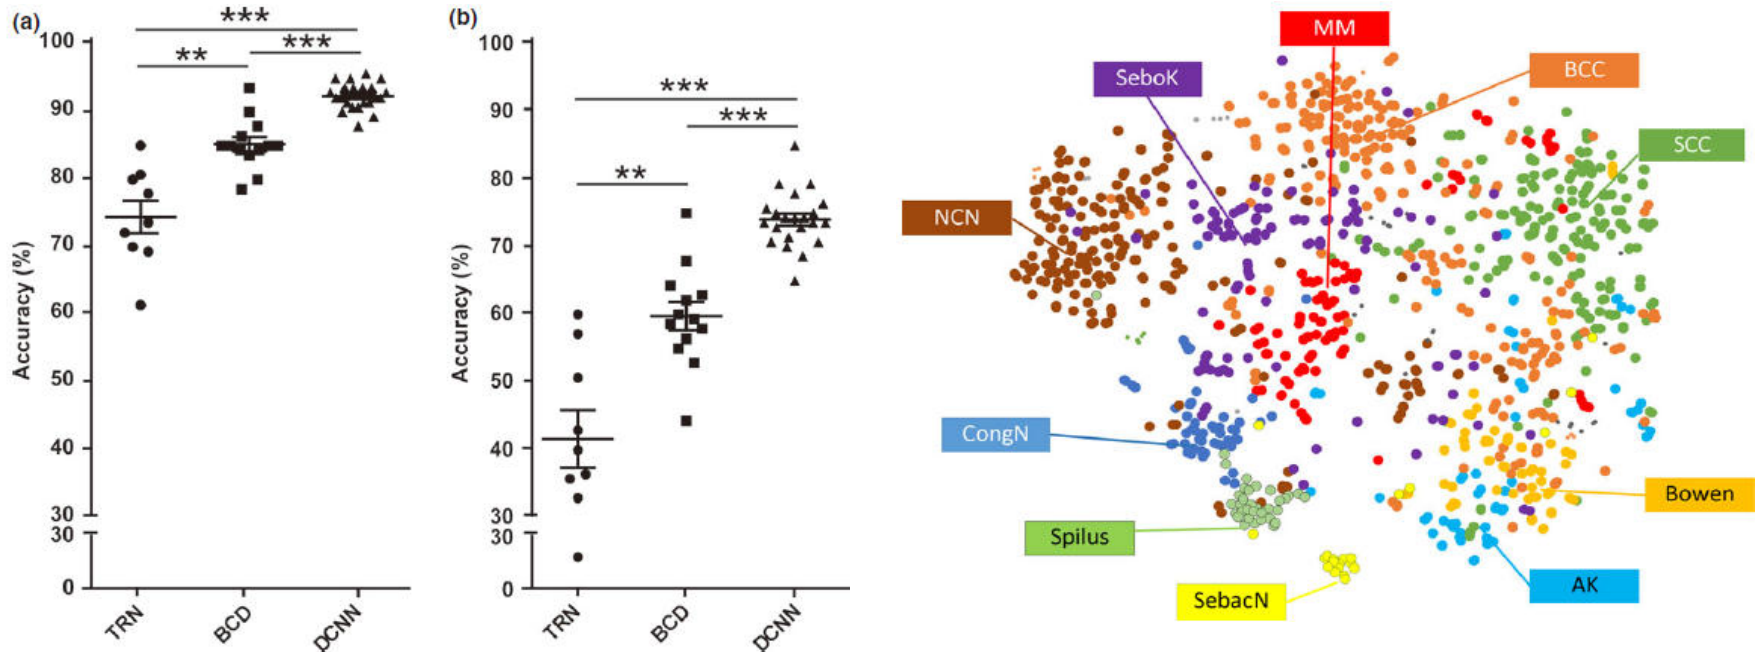 (a)
***
**
***
100
90
80
70
60
50
40
30
30
0
Accuracy (%)
TRN
BCD
DCNN
(b)
***
***
**
100
90
80
70
60
50
40
30
30
0
Accuracy (%)
TRN
BCD
DCNN
MM
SeboK
BCC
SCC
NCN
CongN
Bowen
Spilus
SebacN
AK